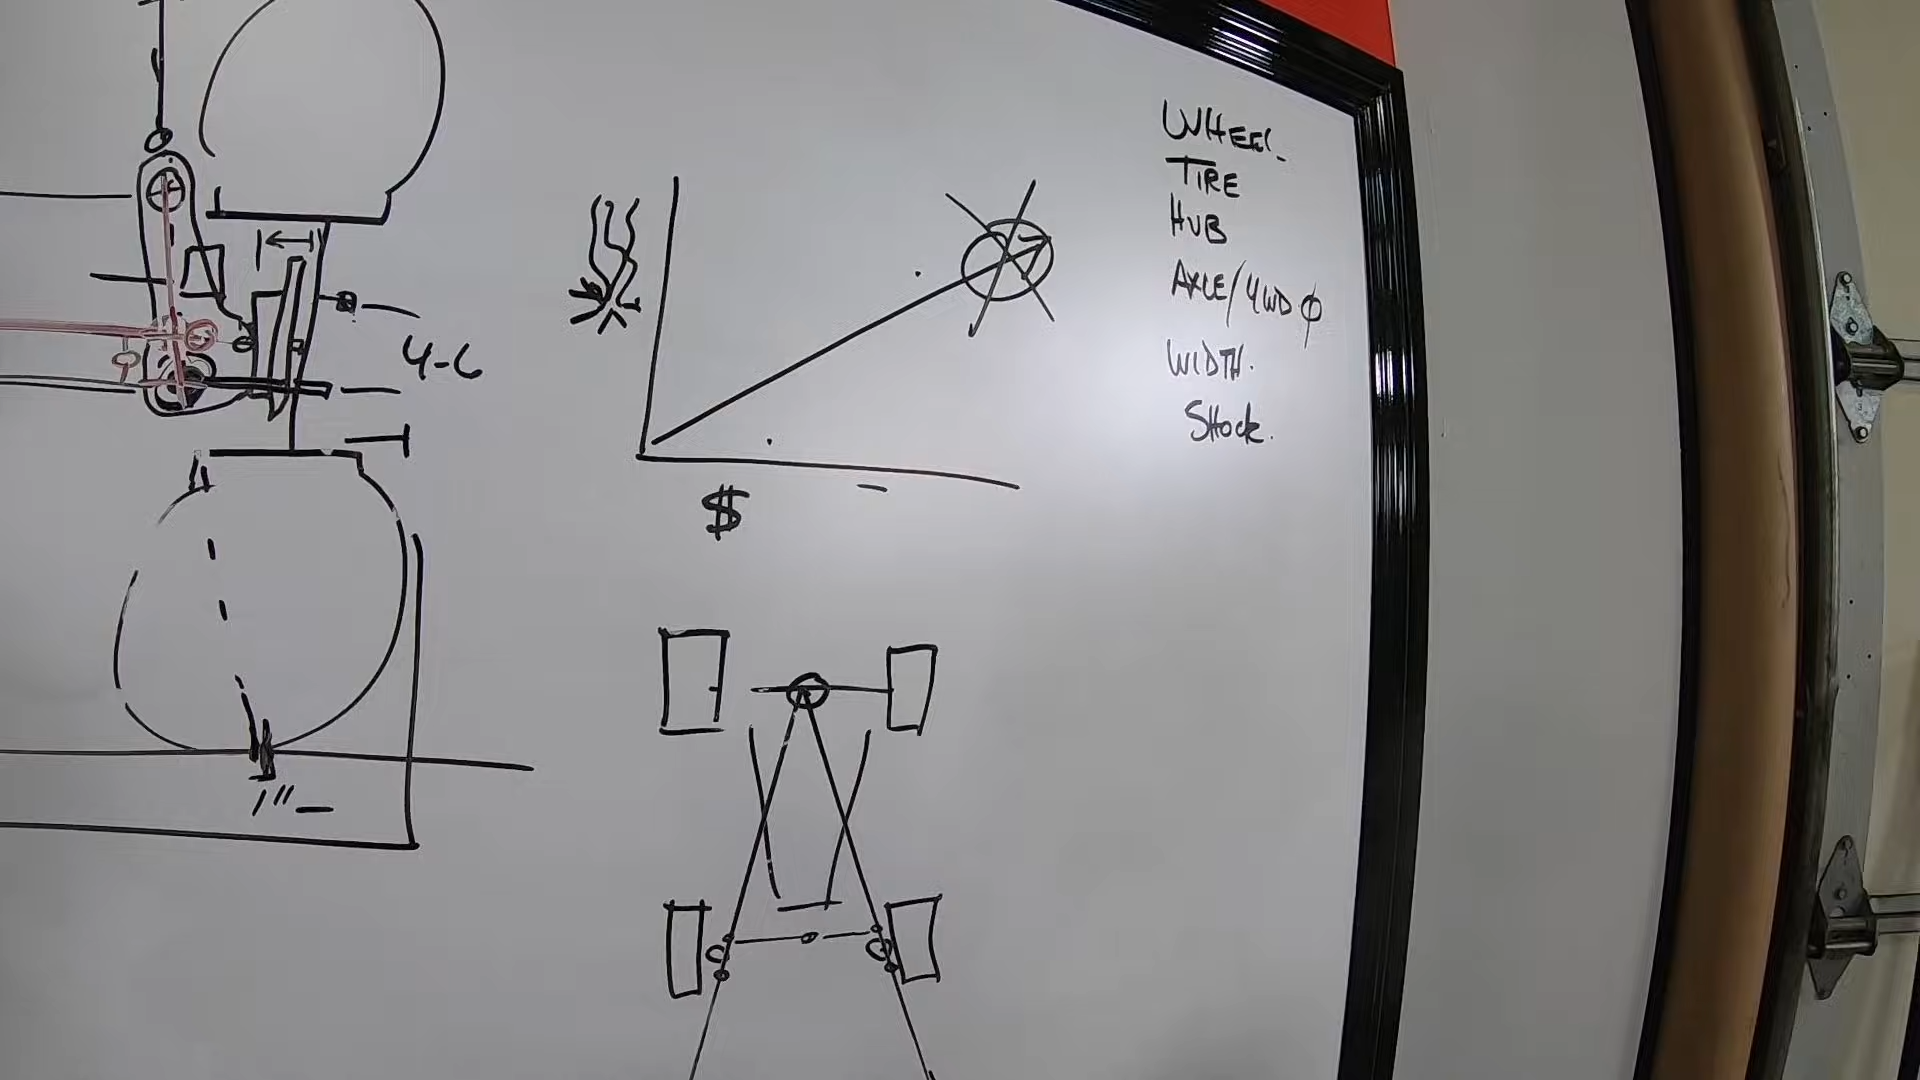 4-6
1"
$
WHEEL
TIRE
HUB
AXLE/4WD ϕ
WIDTH.
SHOCK.